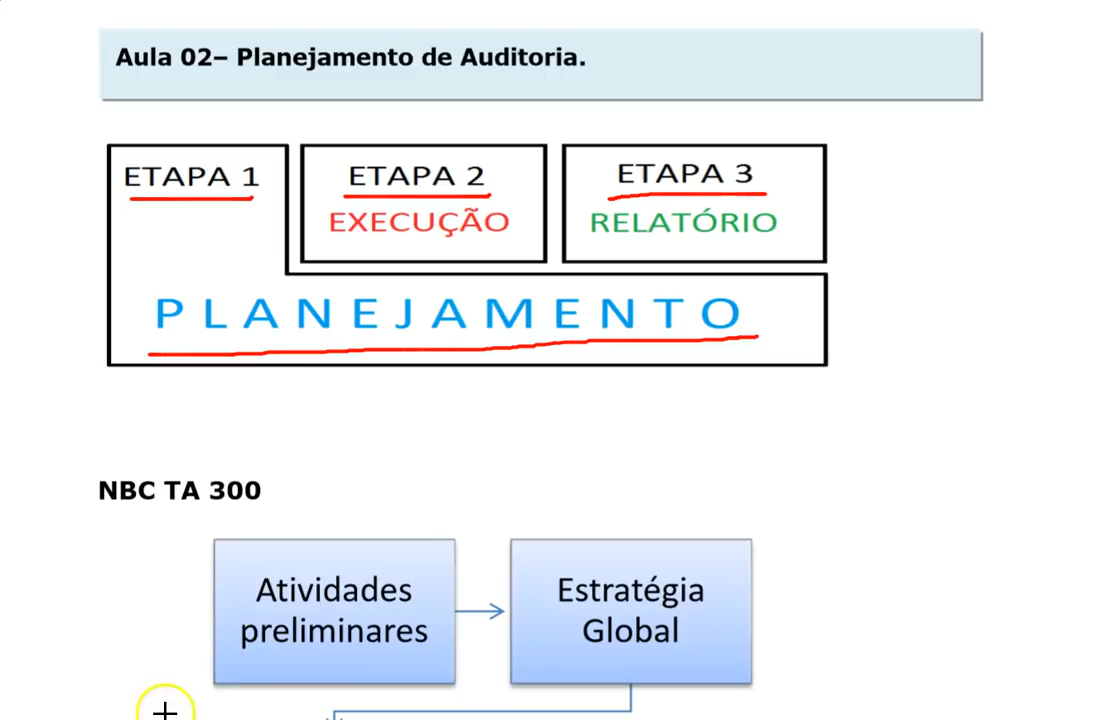 Aula 02– Planejamento de Auditoria.
ETAPA 1
ETAPA 2
EXECUÇÃO
ETAPA 3
RELATÓRIO
PLANEJAMENTO
NBC TA 300
Atividades
preliminares
Estratégia
Global